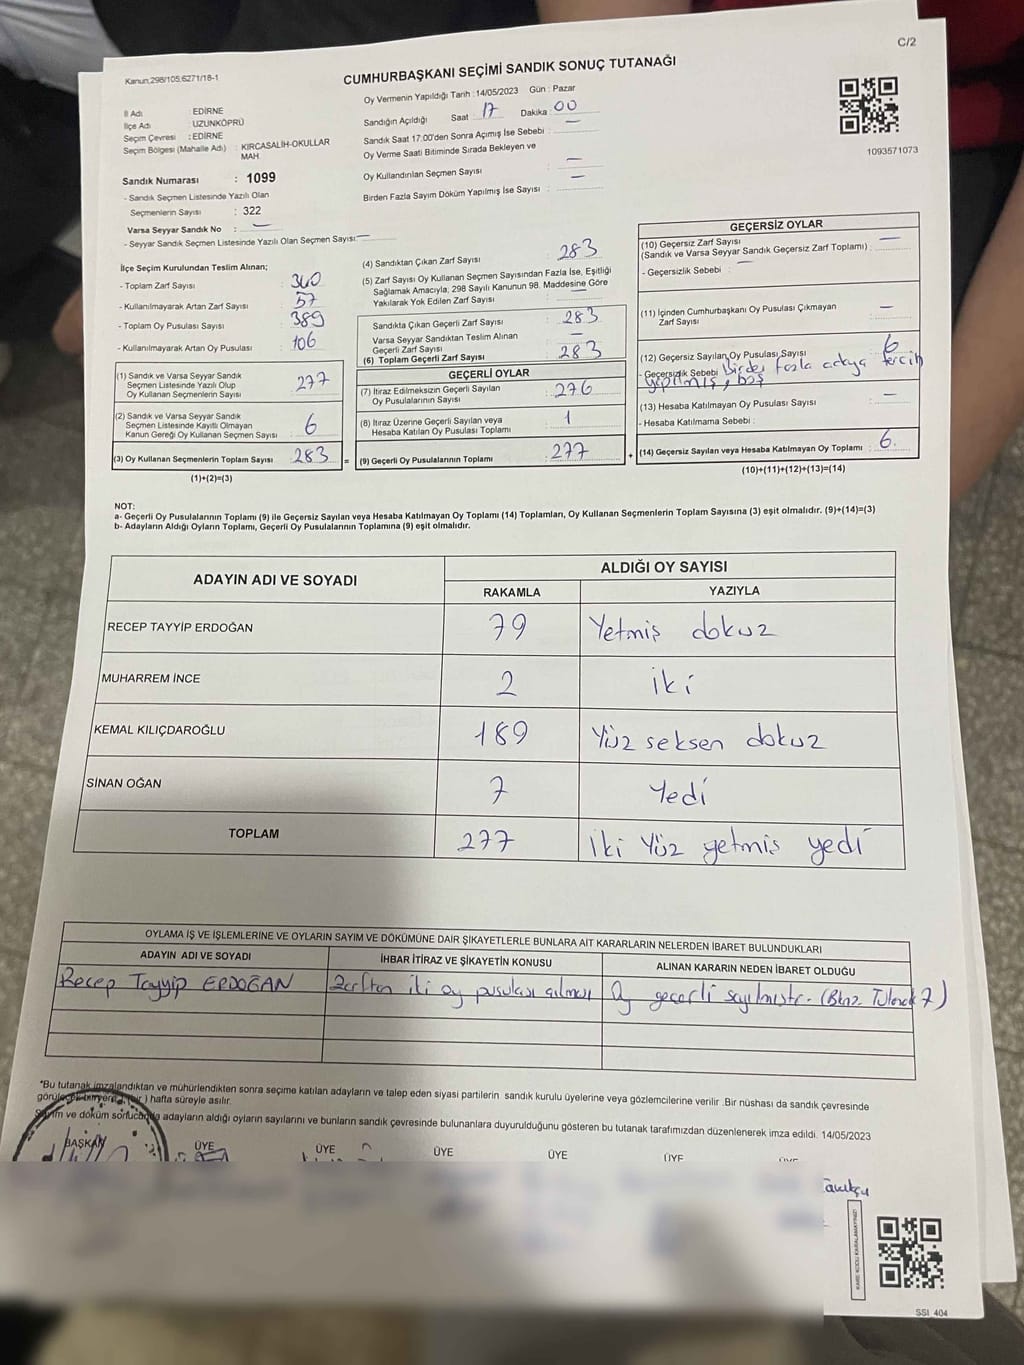 C/2
Kanun,298/105,6271/18-1
CUMHURBAŞKANI SEÇİMİ SANDIK SONUÇ TUTANAĞI
İl Adı : EDİRNE
İlçe Adı : UZUNKÖPRÜ
Seçim Çevresi : EDİRNE
Seçim Bölgesi (Mahalle Adı) : KIRCASALİH-OKULLAR MAH.
Sandık Numarası : 1099
- Sandık Seçmen Listesinde Yazılı Olan
Seçmenlerin Sayısı : 322
Varsa Seyyar Sandık No : —
- Seyyar Sandık Seçmen Listesinde Yazılı Olan Seçmen Sayısı: —
Oy Vermenin Yapıldığı Tarih : 14/05/2023 Gün : Pazar
Sandığın Açıldığı Saat : 17 Dakika : 00
Sandık Saat 17:00'den Sonra Açımış İse Sebebi : —
Oy Verme Saati Bitiminde Sırada Bekleyen ve
Oy Kullandırılan Seçmen Sayısı : —
Birden Fazla Sayım Döküm Yapılmış İse Sayısı : —
1093571073
İlçe Seçim Kurulundan Teslim Alınan;
- Toplam Zarf Sayısı : 340
- Kullanılmayarak Artan Zarf Sayısı : 57
- Toplam Oy Pusulası Sayısı : 389
- Kullanılmayarak Artan Oy Pusulası : 106
(1) Sandık ve Varsa Seyyar Sandık
Seçmen Listesinde Yazılı Olup
Oy Kullanan Seçmenlerin Sayısı : 277
(2) Sandık ve Varsa Seyyar Sandık
Seçmen Listesinde Kayıtlı Olmayan
Kanun Gereği Oy Kullanan Seçmen Sayısı : 6
(3) Oy Kullanan Seçmenlerin Toplam Sayısı : 283
(1)+(2)=(3)
(4) Sandıktan Çıkan Zarf Sayısı : 283
(5) Zarf Sayısı Oy Kullanan Seçmen Sayısından Fazla İse, Eşitliği
Sağlamak Amacıyla, 298 Sayılı Kanunun 98. Maddesine Göre
Yakılarak Yok Edilen Zarf Sayısı : —
Sandıkta Çıkan Geçerli Zarf Sayısı : 283
Varsa Seyyar Sandıktan Teslim Alınan
Geçerli Zarf Sayısı : —
(6) Toplam Geçerli Zarf Sayısı : 283
GEÇERLİ OYLAR
(7) İtiraz Edilmeksizin Geçerli Sayılan
Oy Pusulalarının Sayısı : 276
(8) İtiraz Üzerine Geçerli Sayılan veya
Hesaba Katılan Oy Pusulası Toplamı : 1
= (9) Geçerli Oy Pusulalarının Toplamı : 277
GEÇERSİZ OYLAR
(10) Geçersiz Zarf Sayısı
(Sandık ve Varsa Seyyar Sandık Geçersiz Zarf Toplamı) : —
- Geçersizlik Sebebi : —
(11) İçinden Cumhurbaşkanı Oy Pusulası Çıkmayan
Zarf Sayısı : —
(12) Geçersiz Sayılan Oy Pusulası Sayısı : 6
- Geçersizlik Sebebi : Birden fazla adaya tercih
yapılmış, boş
(13) Hesaba Katılmayan Oy Pusulası Sayısı : —
- Hesaba Katılmama Sebebi :
+ (14) Geçersiz Sayılan veya Hesaba Katılmayan Oy Toplamı : 6.
(10)+(11)+(12)+(13)=(14)
NOT:
a- Geçerli Oy Pusulalarının Toplamı (9) ile Geçersiz Sayılan veya Hesaba Katılmayan Oy Toplamı (14) Toplamları, Oy Kullanan Seçmenlerin Toplam Sayısına (3) eşit olmalıdır. (9)+(14)=(3)
b- Adayların Aldığı Oyların Toplamı, Geçerli Oy Pusulalarının Toplamına (9) eşit olmalıdır.
ADAYIN ADI VE SOYADI ALDIĞI OY SAYISI
RAKAMLA YAZIYLA
RECEP TAYYİP ERDOĞAN 79 Yetmiş dokuz
MUHARREM İNCE 2 iki
KEMAL KILIÇDAROĞLU 189 Yüz seksen dokuz
SİNAN OĞAN 7 Yedi
TOPLAM 277 iki Yüz yetmiş yedi
OYLAMA İŞ VE İŞLEMLERİNE VE OYLARIN SAYIM VE DÖKÜMÜNE DAİR ŞİKAYETLERLE BUNLARA AİT KARARLARIN NELERDEN İBARET BULUNDUKLARI
ADAYIN ADI VE SOYADI İHBAR İTİRAZ VE ŞİKAYETİN KONUSU ALINAN KARARIN NEDEN İBARET OLDUĞU
Recep Tayyip ERDOĞAN Zarftan iki oy pusulası Oy geçerli sayılmıştır. (Bknz. Tutanak 7)
*Bu tutanak imzalandıktan ve mühürlendikten sonra seçime katılan adayların ve talep eden siyasi partilerin sandık kurulu üyelerine veya gözlemcilerine verilir .Bir nüshası da sandık çevresinde
görülecek bir yere 1 (bir ) hafta süreyle asılır.
Sayım ve döküm sonucunda adayların aldığı oyların sayılarını ve bunların sandık çevresinde bulunanlara duyurulduğunu gösteren bu tutanak tarafımızdan düzenlenerek imza edildi. 14/05/2023
BAŞKAN ÜYE ÜYE ÜYE ÜYE ÜYE
KARE KODU KARALAMAYINIZ!
SSI_404